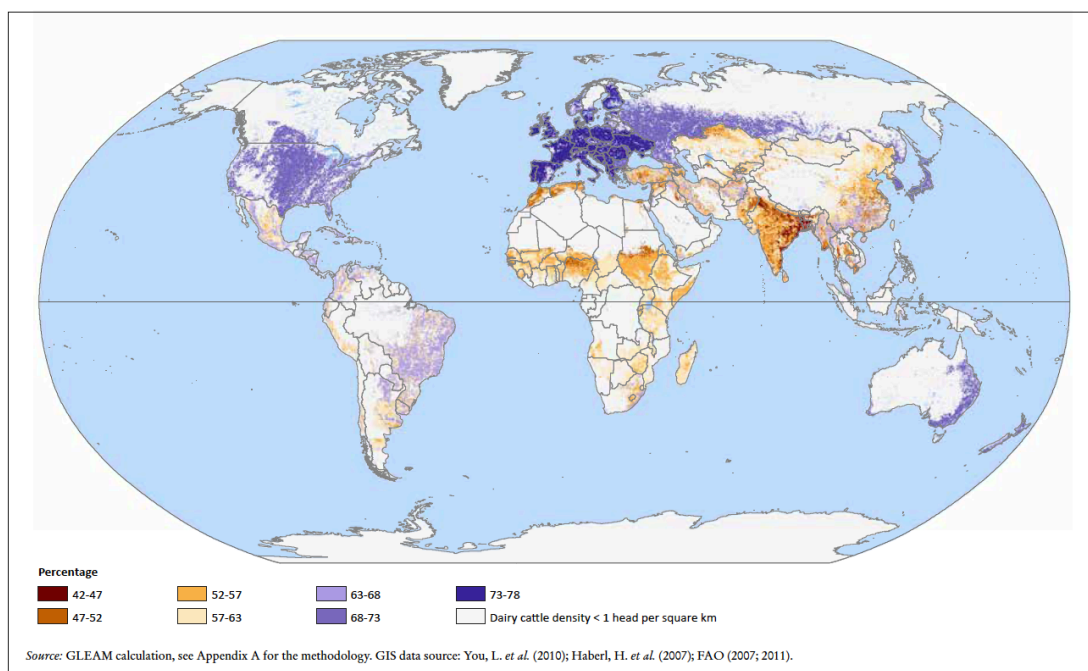 Percentage
42-47 52-57 63-68 73-78
47-52 57-63 68-73 Dairy cattle density < 1 head per square km
Source: GLEAM calculation, see Appendix A for the methodology. GIS data source: You, L. et al. (2010); Haberl, H. et al. (2007); FAO (2007; 2011).